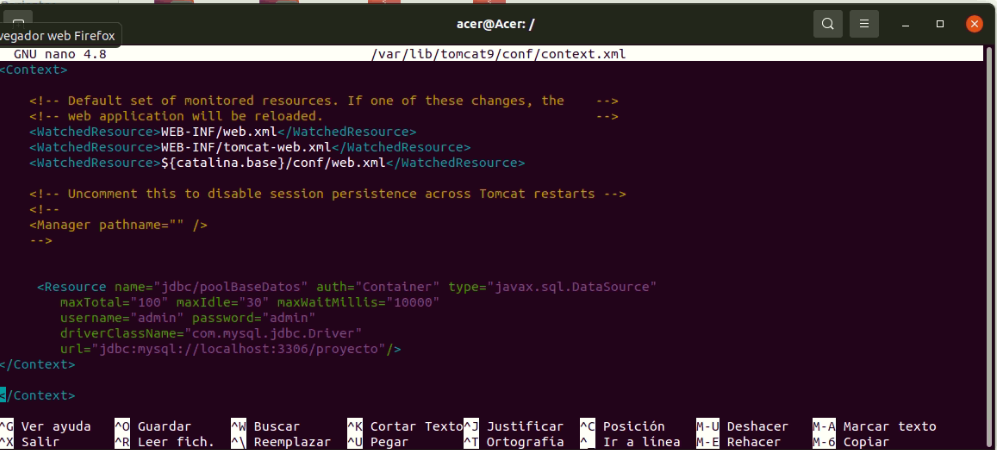 acer@Acer: /
vegador web Firefox
GNU nano 4.8 /var/lib/tomcat9/conf/context.xml
<Context>
<!-- Default set of monitored resources. If one of these changes, the -->
<!-- web application will be reloaded. -->
<WatchedResource>WEB-INF/web.xml</WatchedResource>
<WatchedResource>WEB-INF/tomcat-web.xml</WatchedResource>
<WatchedResource>${catalina.base}/conf/web.xml</WatchedResource>
<!-- Uncomment this to disable session persistence across Tomcat restarts -->
<!--
<Manager pathname="" />
-->
<Resource name="jdbc/poolBaseDatos" auth="Container" type="javax.sql.DataSource"
maxTotal="100" maxIdle="30" maxWaitMillis="10000"
username="admin" password="admin"
driverClassName="com.mysql.jdbc.Driver"
url="jdbc:mysql://localhost:3306/proyecto"/>
</Context>
</Context>
^G Ver ayuda ^O Guardar ^W Buscar ^K Cortar Texto ^J Justificar ^C Posición M-U Deshacer M-A Marcar texto
^X Salir ^R Leer fich. ^\ Reemplazar ^U Pegar ^T Ortografía ^_ Ir a línea M-E Rehacer M-6 Copiar